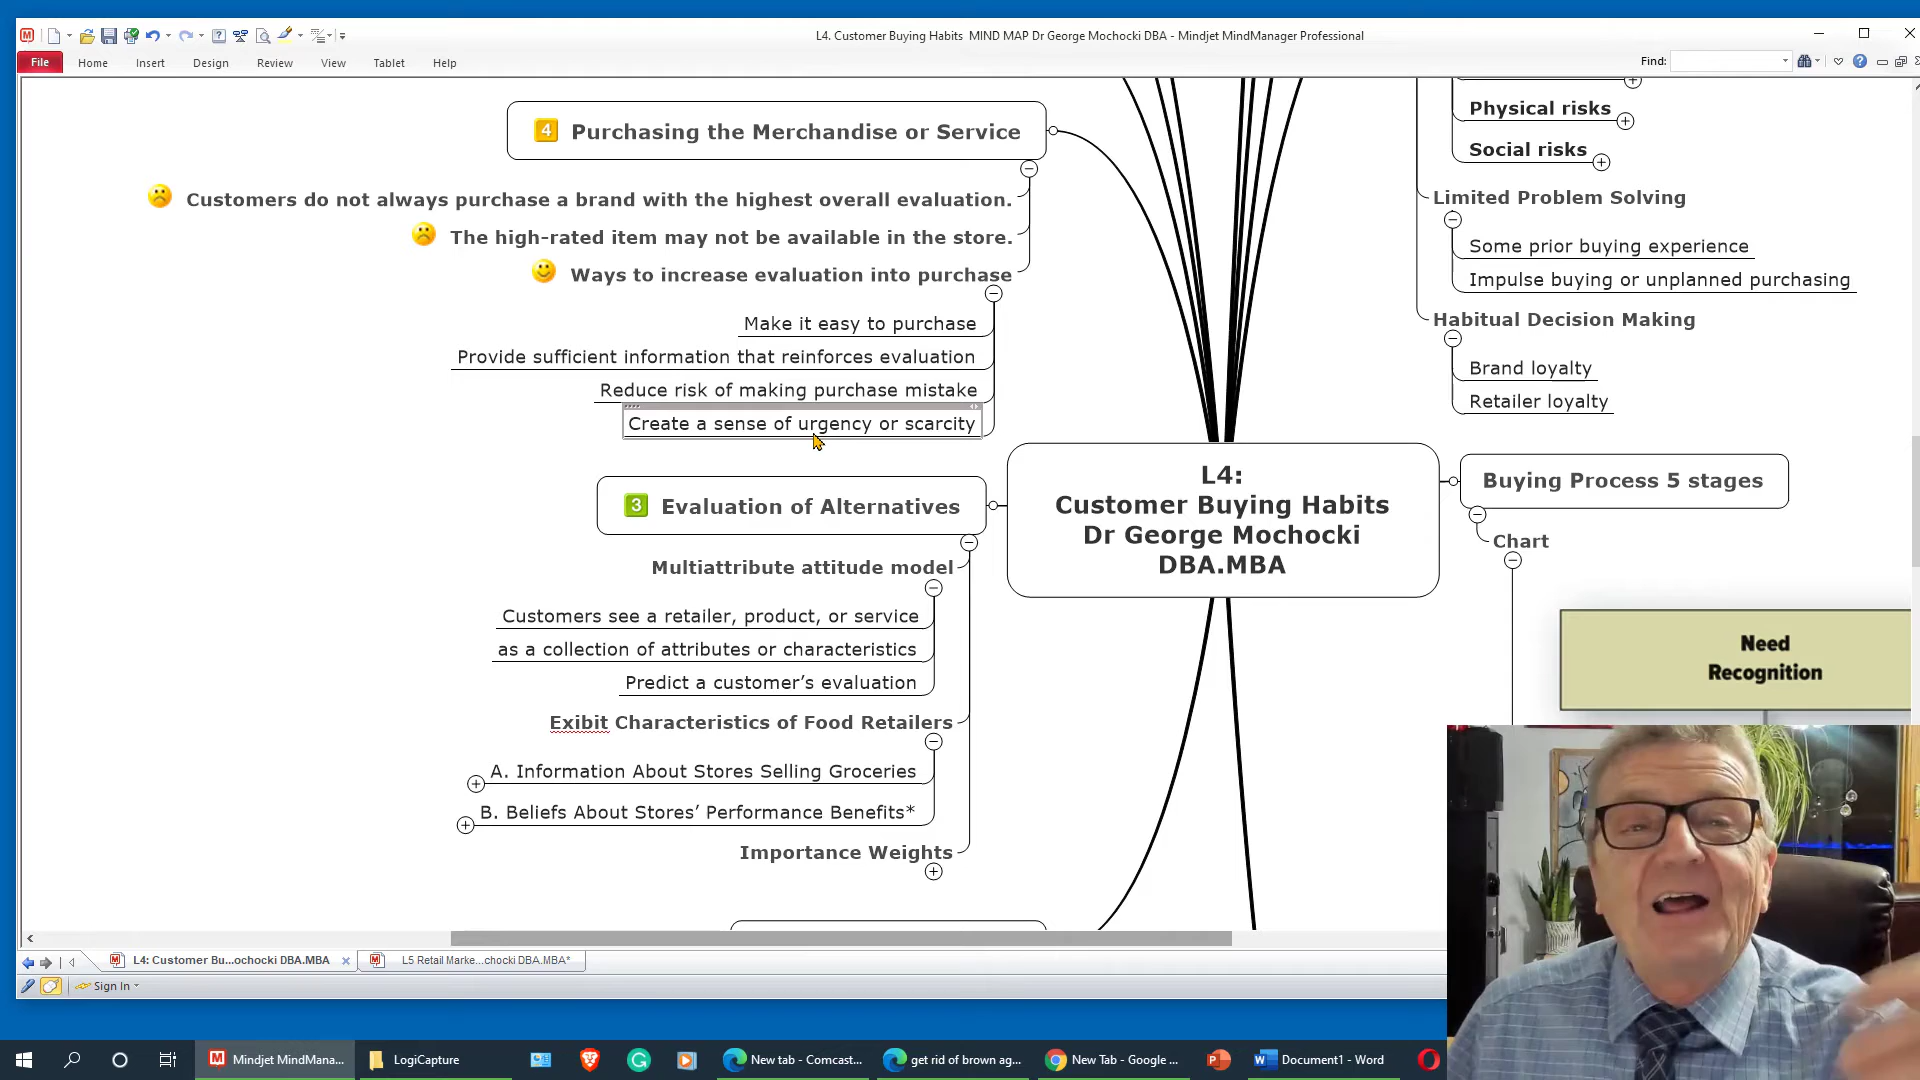 L4. Customer Buying Habits  MIND MAP Dr George Mochocki DBA - Mindjet MindManager Professional
File
Home
Insert
Design
Review
View
Tablet
Help
Find:
4 Purchasing the Merchandise or Service
Customers do not always purchase a brand with the highest overall evaluation.
The high-rated item may not be available in the store.
Ways to increase evaluation into purchase
Make it easy to purchase
Provide sufficient information that reinforces evaluation
Reduce risk of making purchase mistake
Create a sense of urgency or scarcity
3 Evaluation of Alternatives
Multiattribute attitude model
Customers see a retailer, product, or service
as a collection of attributes or characteristics
Predict a customer’s evaluation
Exibit Characteristics of Food Retailers
A. Information About Stores Selling Groceries
B. Beliefs About Stores’ Performance Benefits*
Importance Weights
L4:
Customer Buying Habits
Dr George Mochocki
DBA.MBA
Physical risks
Social risks
Limited Problem Solving
Some prior buying experience
Impulse buying or unplanned purchasing
Habitual Decision Making
Brand loyalty
Retailer loyalty
Buying Process 5 stages
Chart
Need
Recognition
L4: Customer Bu...ochocki DBA.MBA
L5 Retail Marke...chocki DBA.MBA*
Sign In
Mindjet MindMana...
LogiCapture
New tab - Comcast...
get rid of brown ag...
New Tab - Google ...
Document1 - Word